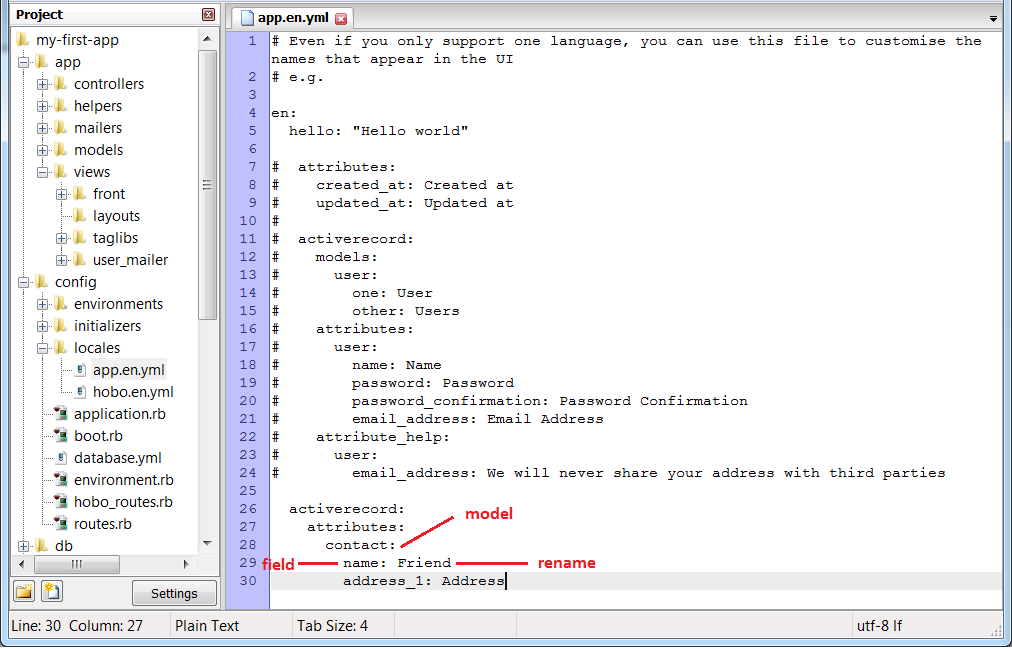 Project
my-first-app
app
controllers
helpers
mailers
models
views
front
layouts
taglibs
user_mailer
config
environments
initializers
locales
app.en.yml
hobo.en.yml
application.rb
boot.rb
database.yml
environment.rb
hobo_routes.rb
routes.rb
db
Settings
app.en.yml
1 # Even if you only support one language, you can use this file to customise the
names that appear in the UI
2 # e.g.
3
4 en:
5   hello: "Hello world"
6
7 #  attributes:
8 #    created_at: Created at
9 #    updated_at: Updated at
10 #
11 #  activerecord:
12 #    models:
13 #      user:
14 #        one: User
15 #        other: Users
16 #    attributes:
17 #      user:
18 #        name: Name
19 #        password: Password
20 #        password_confirmation: Password Confirmation
21 #        email_address: Email Address
22 #    attribute_help:
23 #      user:
24 #        email_address: We will never share your address with third parties
25
26   activerecord:
27     attributes:
model
28       contact:
29 field name: Friend rename
30         address_1: Address
Line: 30 Column: 27 Plain Text Tab Size: 4 utf-8 lf